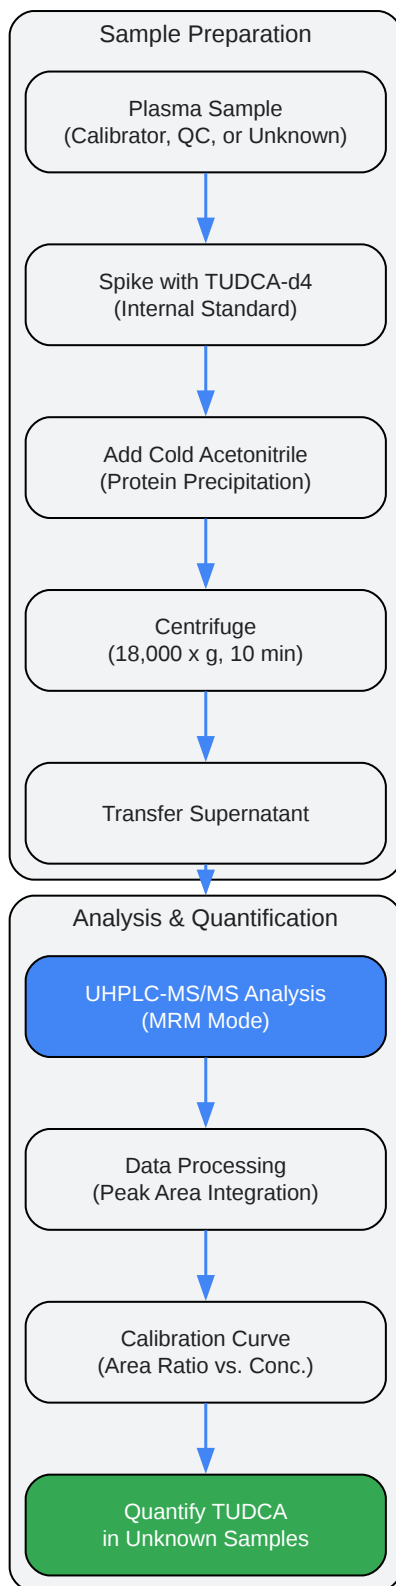 Sample Preparation
Plasma Sample
(Calibrator, QC, or Unknown)
Spike with TUDCA-d4
(Internal Standard)
Add Cold Acetonitrile
(Protein Precipitation)
Centrifuge
(18,000 x g, 10 min)
Transfer Supernatant
Analysis & Quantification
UHPLC-MS/MS Analysis
(MRM Mode)
Data Processing
(Peak Area Integration)
Calibration Curve
(Area Ratio vs. Conc.)
Quantify TUDCA
in Unknown Samples